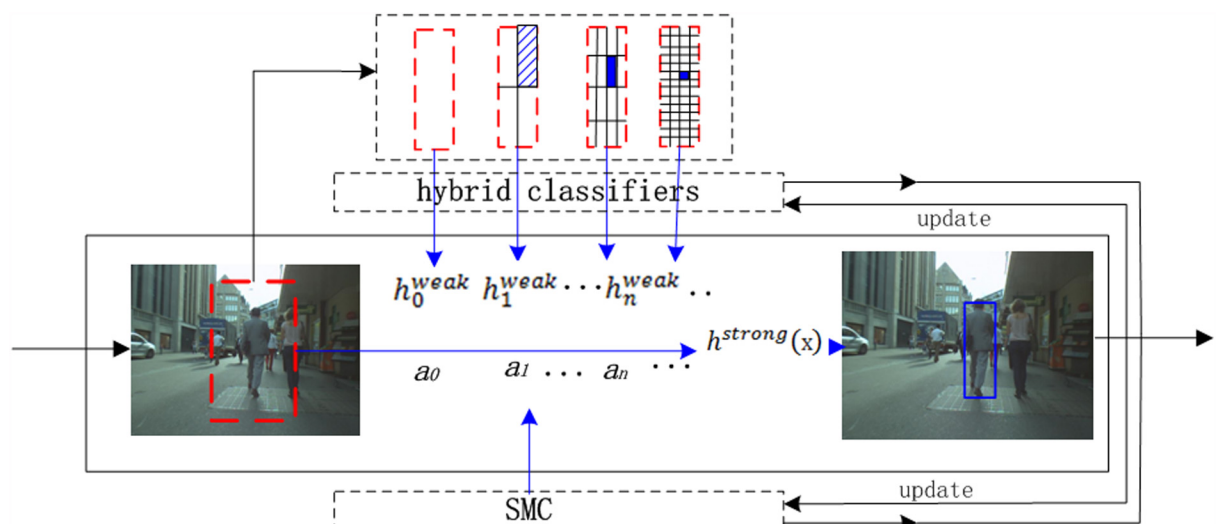 hybrid classifiers
update
h₀ʷᵉᵃᵏ h₁ʷᵉᵃᵏ ··· hₙʷᵉᵃᵏ ··
hˢᵗʳᵒⁿᵍ(x)
a₀ a₁ ... aₙ ...
update
SMC